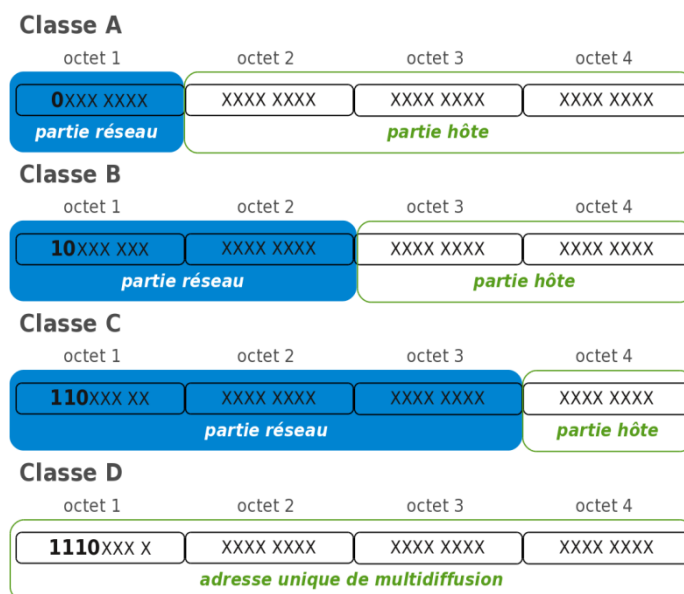 Classe A
octet 1 octet 2 octet 3 octet 4
0XXX XXXX XXXX XXXX XXXX XXXX XXXX XXXX
partie réseau partie hôte
Classe B
octet 1 octet 2 octet 3 octet 4
10XXX XXX XXXX XXXX XXXX XXXX XXXX XXXX
partie réseau partie hôte
Classe C
octet 1 octet 2 octet 3 octet 4
110XXX XX XXXX XXXX XXXX XXXX XXXX XXXX
partie réseau partie hôte
Classe D
octet 1 octet 2 octet 3 octet 4
1110XXX X XXXX XXXX XXXX XXXX XXXX XXXX
adresse unique de multidiffusion